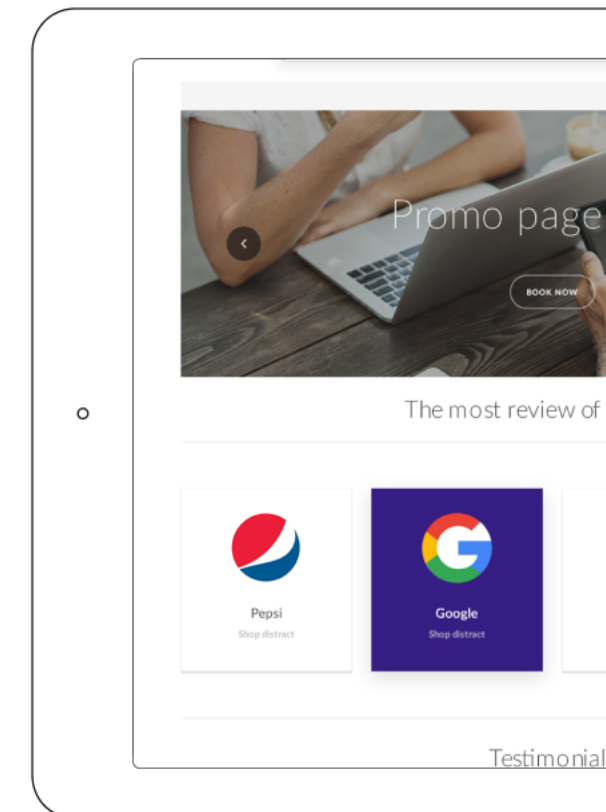 Promo page
BOOK NOW
The most review of
Pepsi
Shop distract
Google
Shop distract
Testimonial